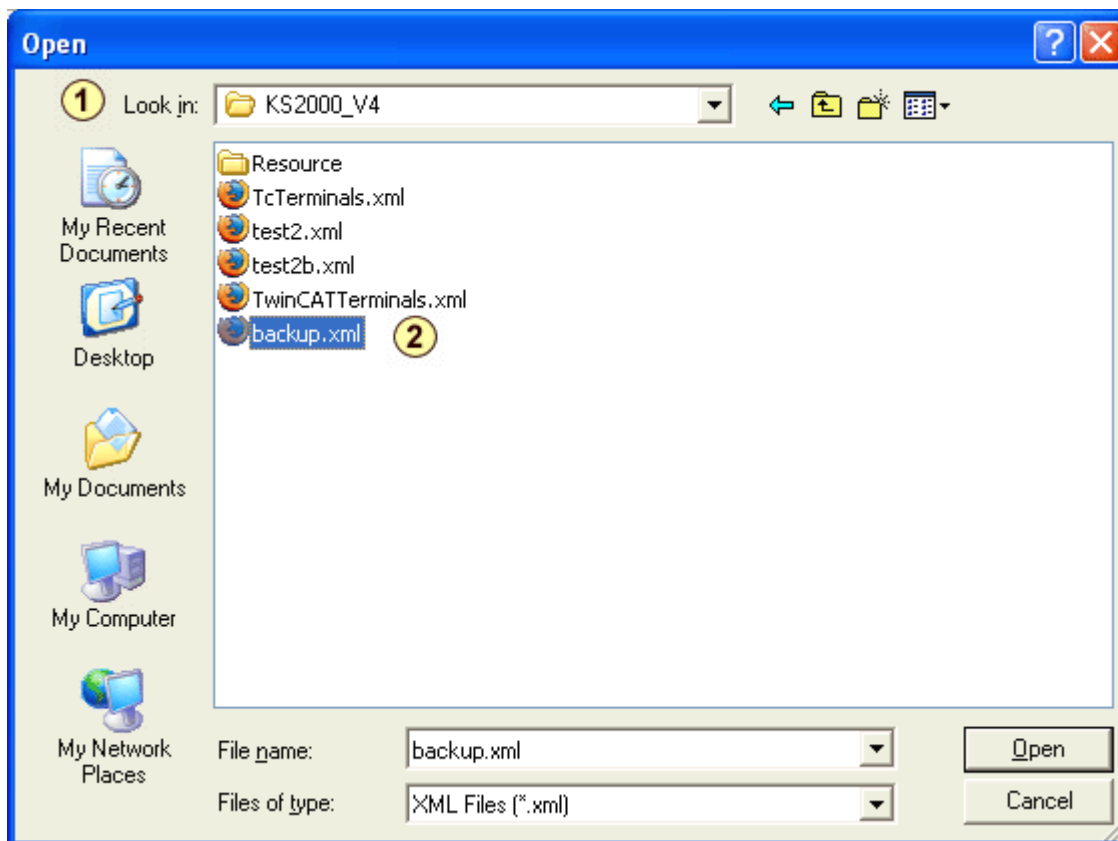 Open
1 Look in: KS2000_V4
Resource
TcTerminals.xml
test2.xml
test2b.xml
TwinCATTerminals.xml
backup.xml 2
My Recent
Documents
Desktop
My Documents
My Computer
My Network
Places
File name: backup.xml Open
Files of type: XML Files (*.xml) Cancel